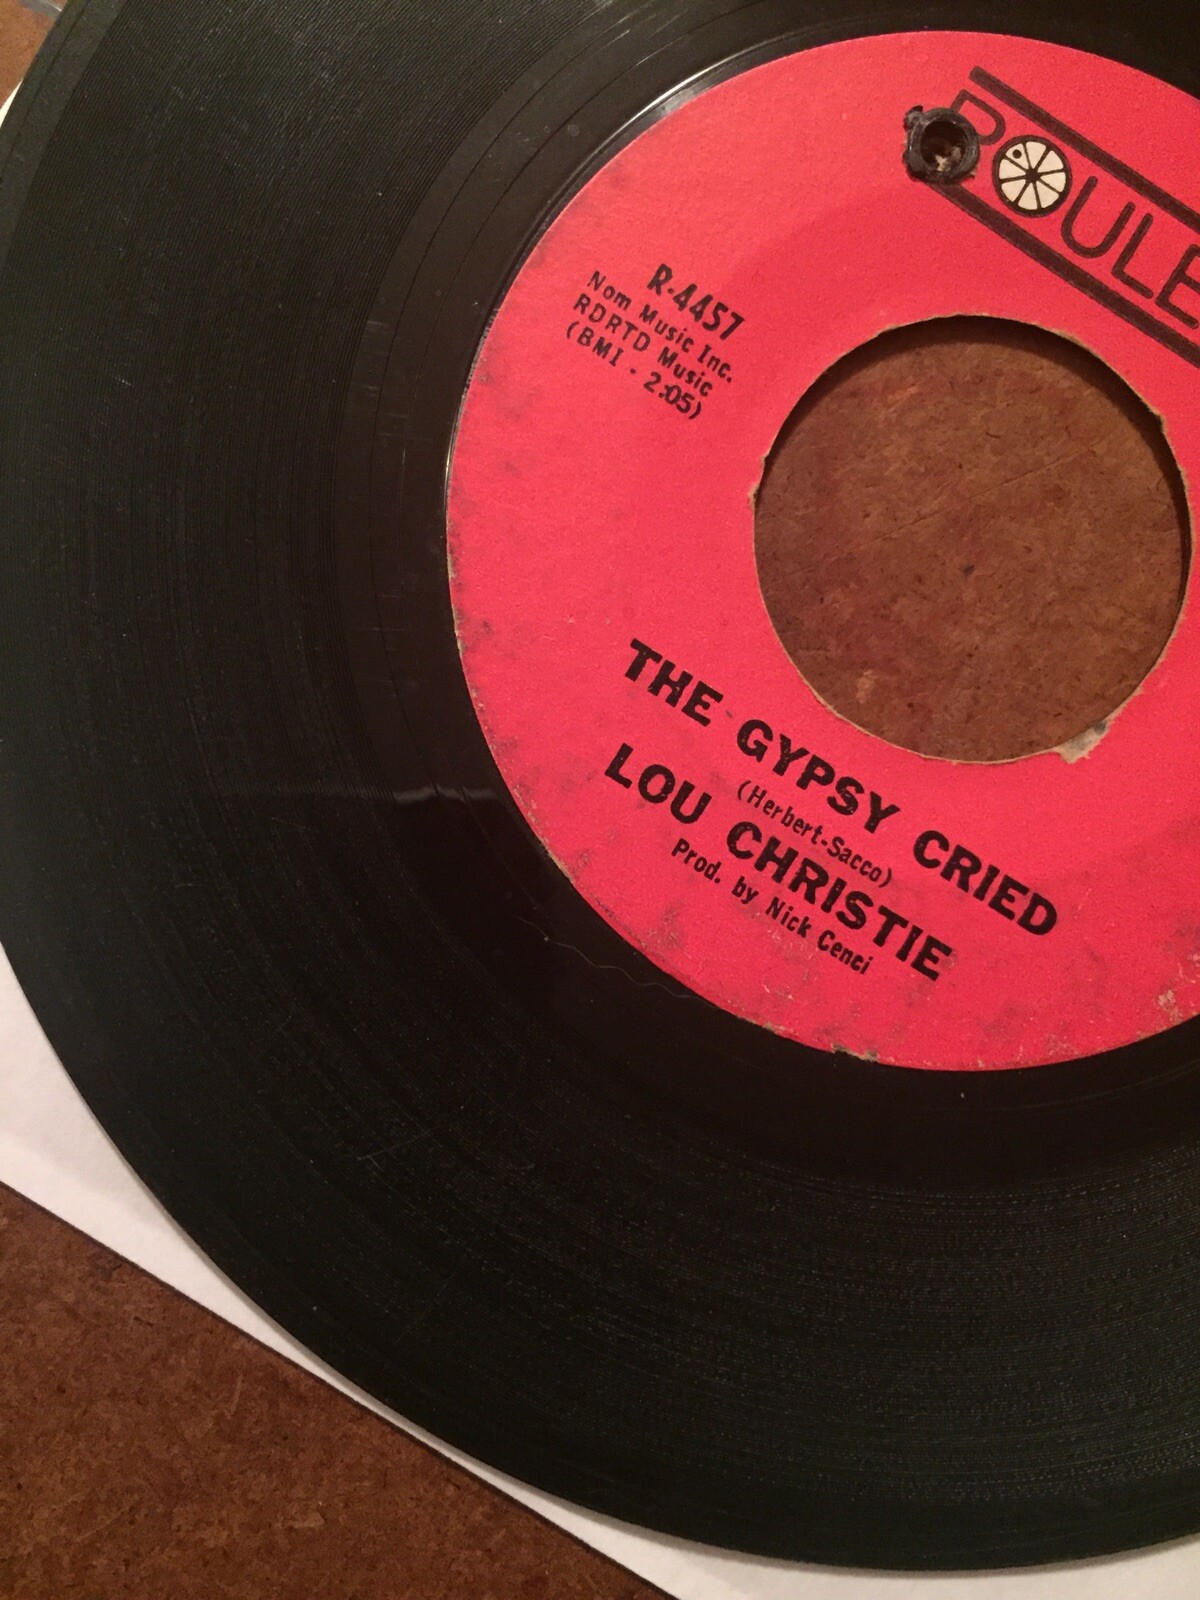 ROULE
R-4457
Nom Music Inc.
RDRTD Music
(BMI - 2:05)
THE GYPSY CRIED
(Herbert-Sacco)
LOU CHRISTIE
Prod. by Nick Cenci